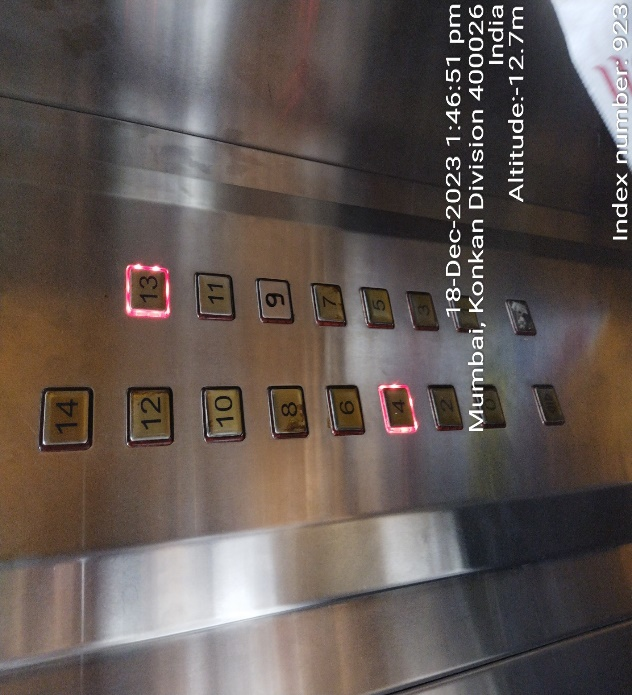 18-Dec-2023 1:46:51 pm
Mumbai, Konkan Division 400026
India
Altitude:-12.7m
Index number: 923
14
13
12
11
10
9
8
7
6
5
4
3
2